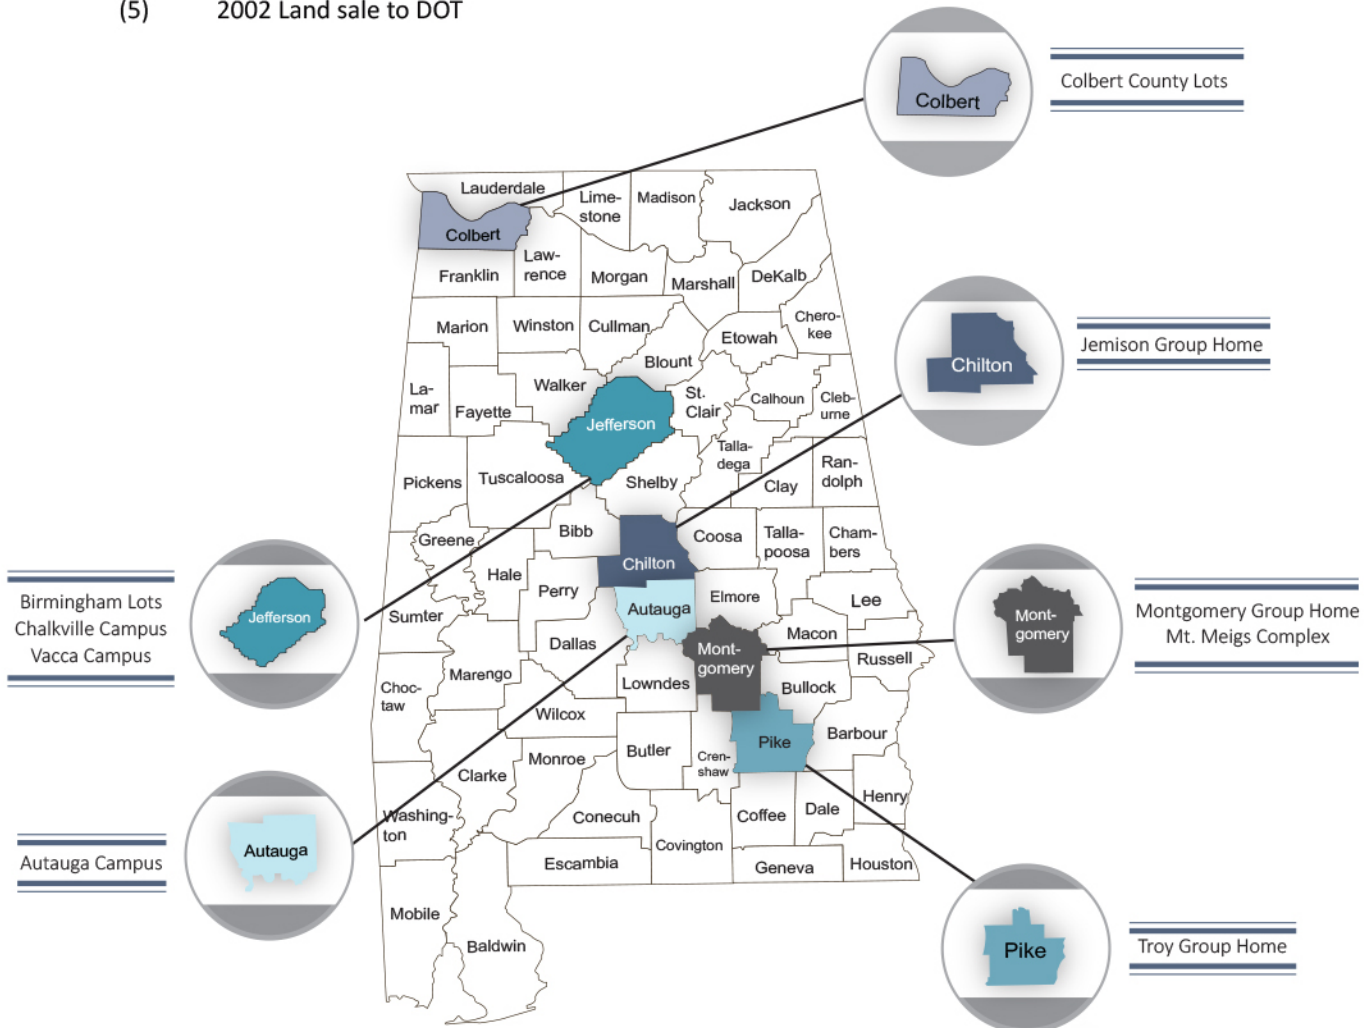 (5) 2002 Land sale to DOT
Colbert
Colbert County Lots
Lauderdale
Lime-
stone
Madison
Jackson
Colbert
Franklin
Law-
rence
Morgan
Marshall
DeKalb
Marion
Winston
Cullman
Blount
Etowah
Chero-
kee
Chilton
Jemison Group Home
La-
mar
Fayette
Walker
Jefferson
St.
Clair
Calhoun
Cleb-
urne
Pickens
Tuscaloosa
Shelby
Talla-
dega
Clay
Ran-
dolph
Greene
Bibb
Chilton
Coosa
Talla-
poosa
Cham-
bers
Hale
Perry
Autauga
Elmore
Lee
Birmingham Lots
Chalkville Campus
Vacca Campus
Jefferson
Sumter
Dallas
Mont-
gomery
Macon
Russell
Mont-
gomery
Montgomery Group Home
Mt. Meigs Complex
Choc-
taw
Marengo
Lowndes
Bullock
Wilcox
Butler
Cren-
shaw
Pike
Barbour
Clarke
Monroe
Conecuh
Covington
Coffee
Dale
Henry
Washing-
ton
Escambia
Geneva
Houston
Autauga Campus
Autauga
Mobile
Baldwin
Pike
Troy Group Home